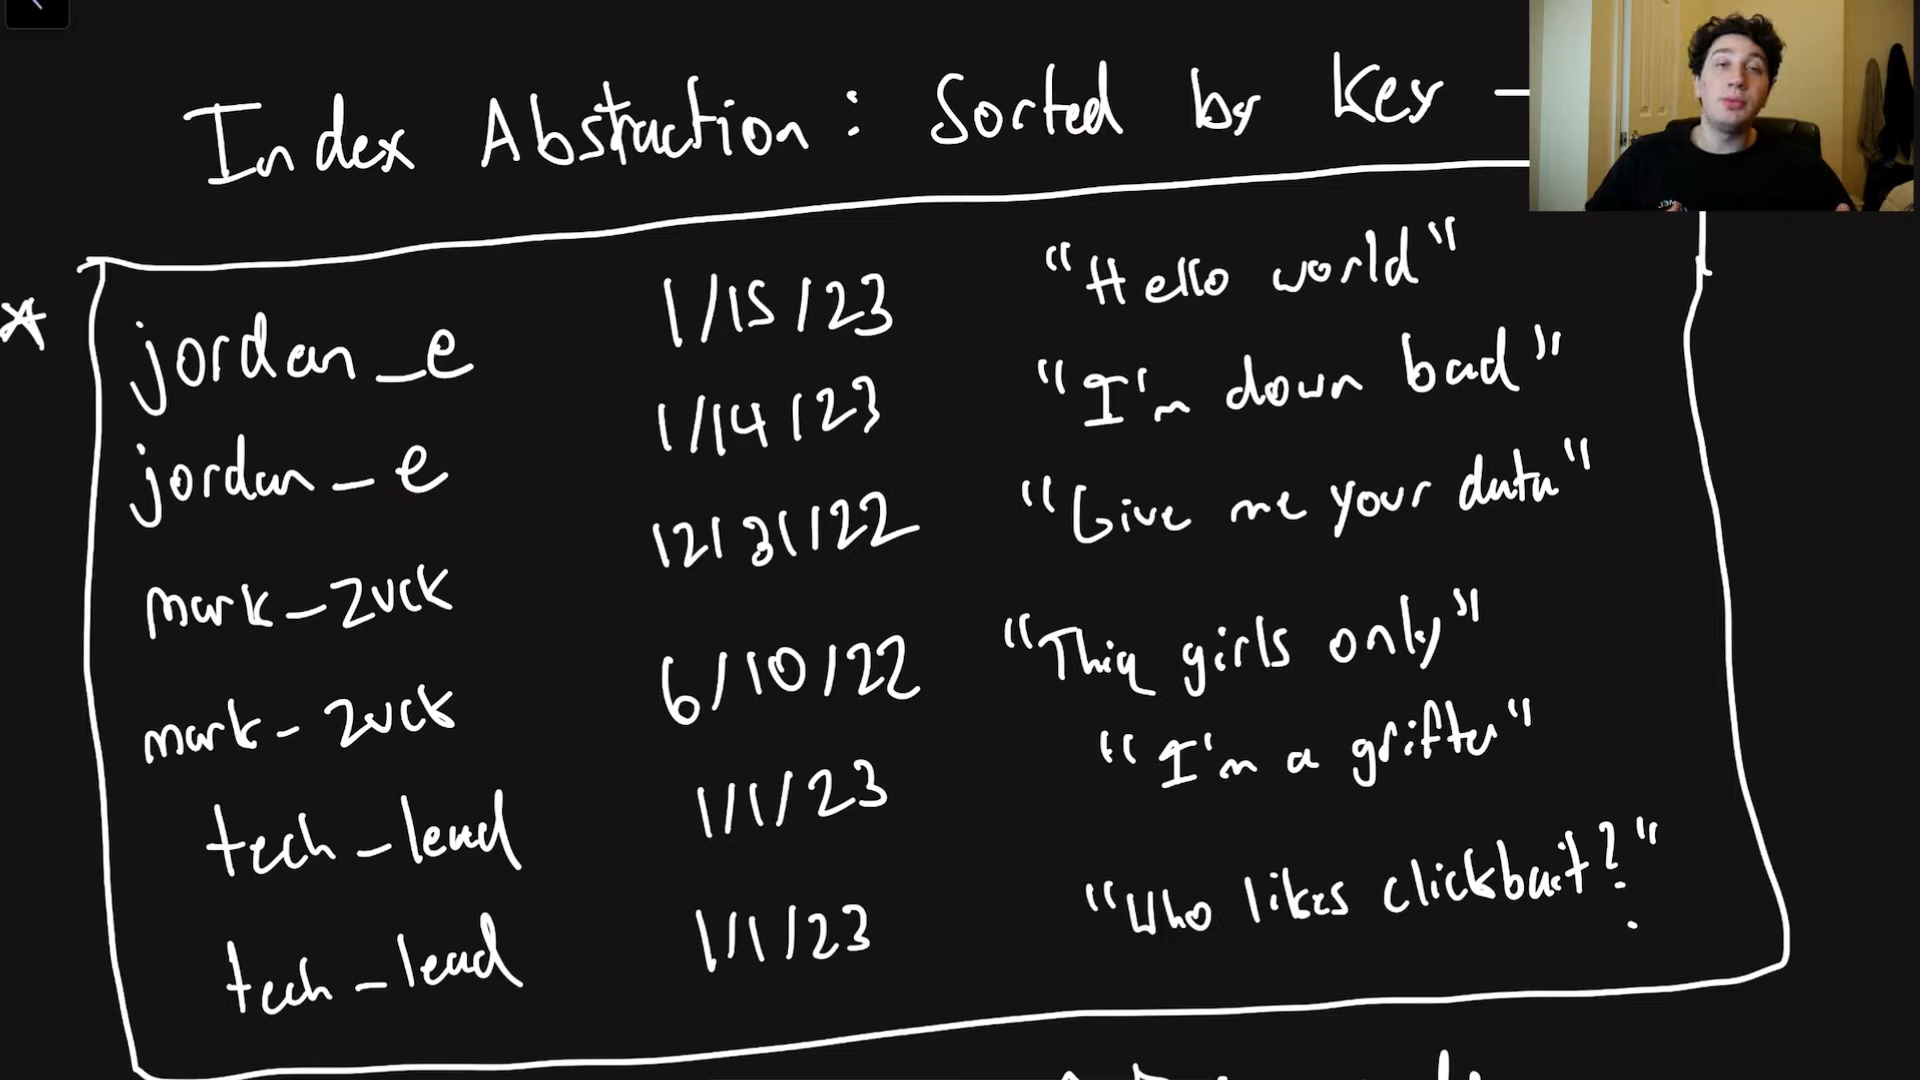 Index Abstraction: Sorted by Key -
jordan_e 1/15/23 "Hello world"
jordan_e 1/14/23 "I'm down bad"
mark_zuck 12/31/22 "Give me your data"
mark_zuck 6/10/22 "Thiq girls only"
tech_lead 1/1/23 "I'm a grifter"
tech_lead 1/1/23 "Who likes clickbait?"